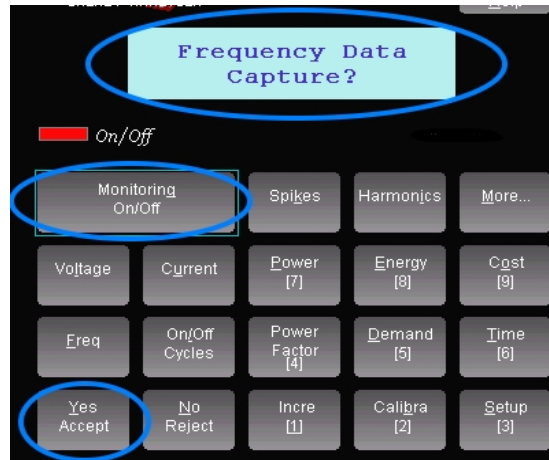 Help
Frequency Data
Capture?
On/Off
Monitoring
On/Off
Spikes
Harmonics
More...
Voltage
Current
Power
[7]
Energy
[8]
Cost
[9]
Freq
On/Off
Cycles
Power
Factor
[4]
Demand
[5]
Time
[6]
Yes
Accept
No
Reject
Incre
[1]
Calibra
[2]
Setup
[3]